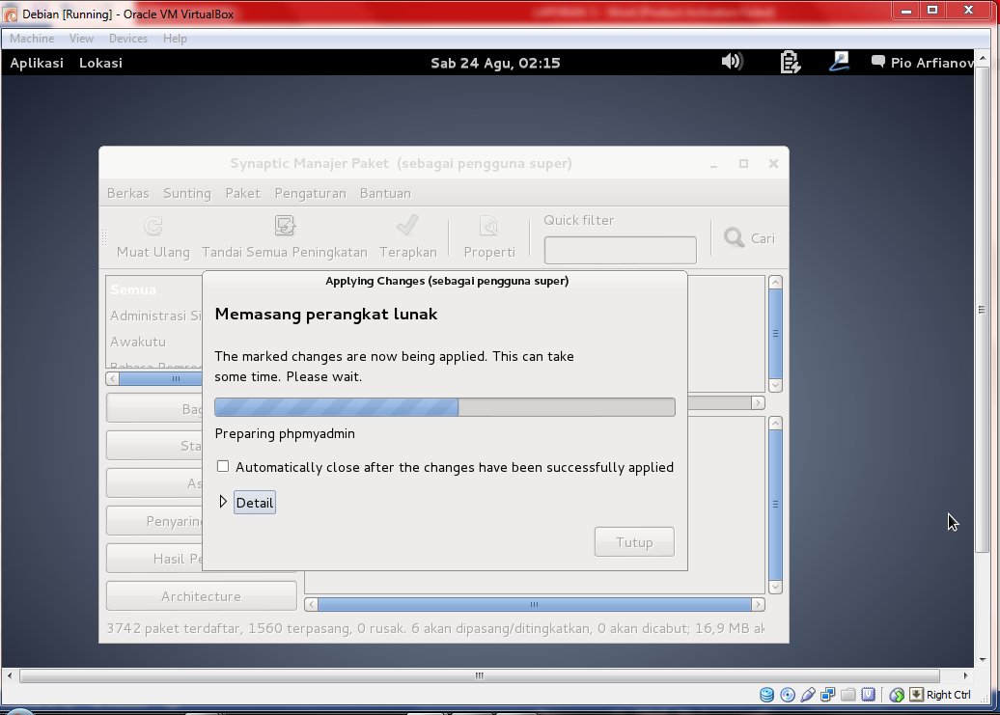 Debian [Running] - Oracle VM VirtualBox
Machine View Devices Help
Aplikasi Lokasi Sab 24 Agu, 02:15 Pio Arfianov
Synaptic Manajer Paket (sebagai pengguna super)
Berkas Sunting Paket Pengaturan Bantuan
Quick filter
Muat Ulang Tandai Semua Peningkatan Terapkan Properti Cari
Semua
Administrasi Si
Awakutu
Applying Changes (sebagai pengguna super)
Memasang perangkat lunak
The marked changes are now being applied. This can take
some time. Please wait.
Preparing phpmyadmin
Automatically close after the changes have been successfully applied
Detail
Tutup
Bag
Sta
As
Penyarin
Hasil Pe
Architecture
3742 paket terdaftar, 1560 terpasang, 0 rusak. 6 akan dipasang/ditingkatkan, 0 akan dicabut; 16,9 MB ak
Right Ctrl